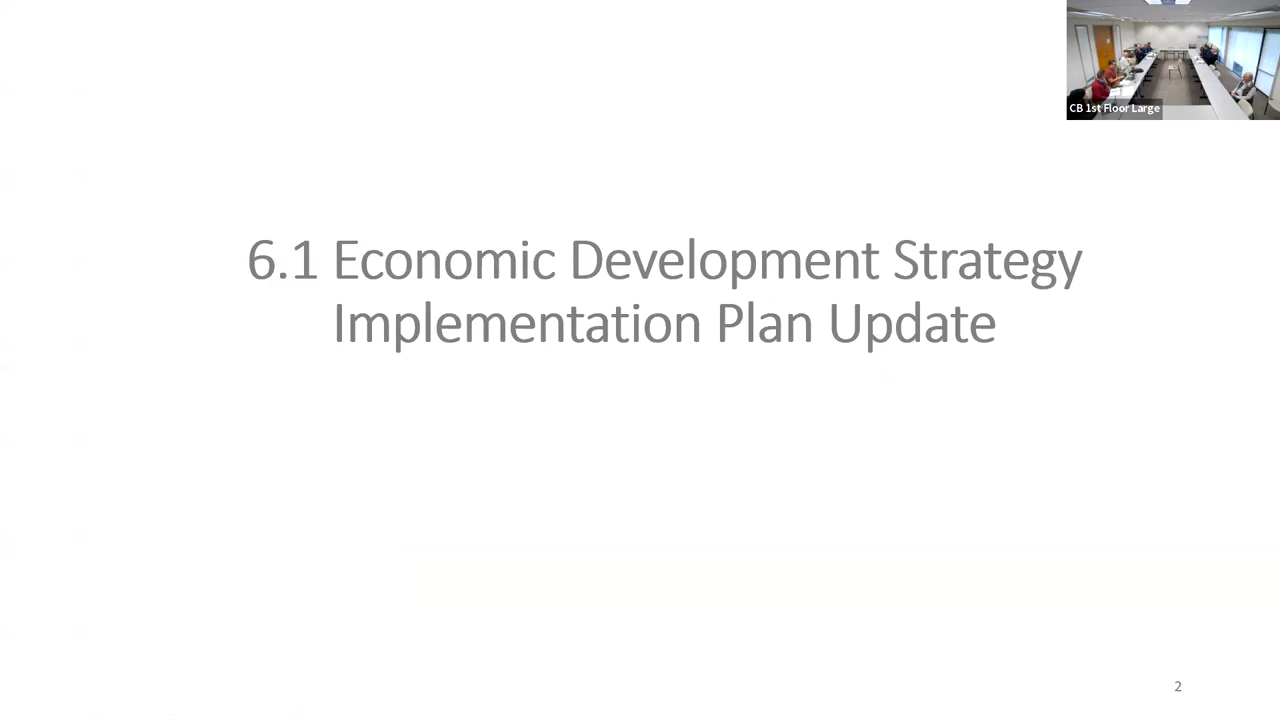 CB 1st Floor Large
6.1 Economic Development Strategy
Implementation Plan Update
2